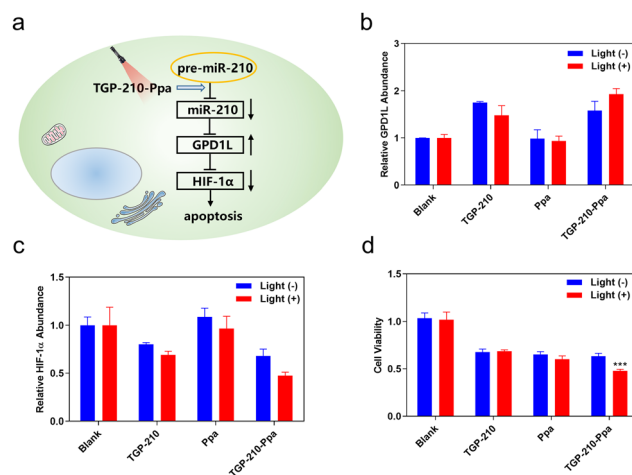 a
pre-miR-210
TGP-210-Ppa
miR-210
GPD1L
HIF-1α
apoptosis
b
Relative GPD1L Abundance
3
2
1
0
Light (-)
Light (+)
Blank
TGP-210
Ppa
TGP-210-Ppa
c
Relative HIF-1α Abundance
1.5
1.0
0.5
0.0
Light (-)
Light (+)
Blank
TGP-210
Ppa
TGP-210-Ppa
d
Cell Viability
1.5
1.0
0.5
0.0
Light (-)
Light (+)
***
Blank
TGP-210
Ppa
TGP-210-Ppa